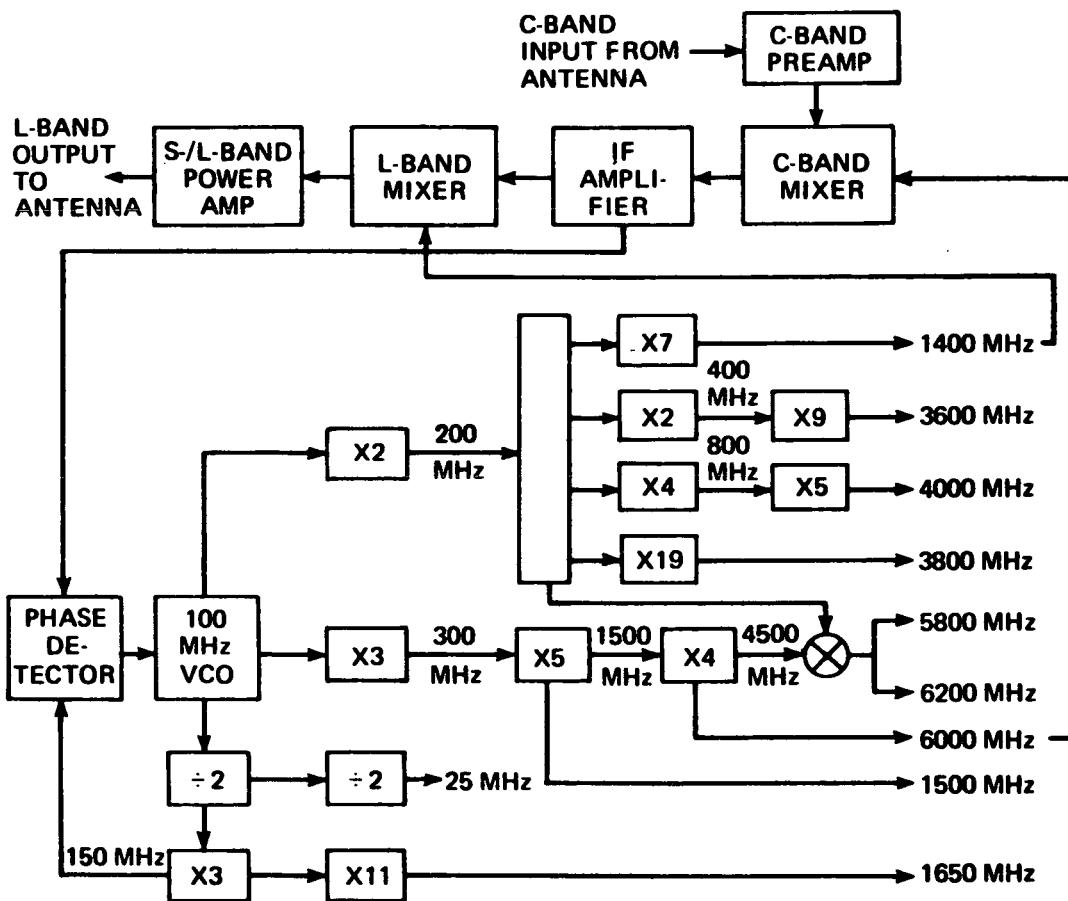 C-BAND
INPUT FROM
ANTENNA
C-BAND
PREAMP
L-BAND
OUTPUT
TO
ANTENNA
S-/L-BAND
POWER
AMP
L-BAND
MIXER
IF
AMPLI-
FIER
C-BAND
MIXER
X7
1400 MHz
400
MHz
X2
X9
3600 MHz
X2
200
MHz
800
MHz
X4
X5
4000 MHz
X19
3800 MHz
PHASE
DE-
TECTOR
100
MHz
VCO
X3
300
MHz
X5
1500
MHz
X4
4500
MHz
5800 MHz
6200 MHz
6000 MHz
1500 MHz
÷2
÷2
25 MHz
150 MHz
X3
X11
1650 MHz